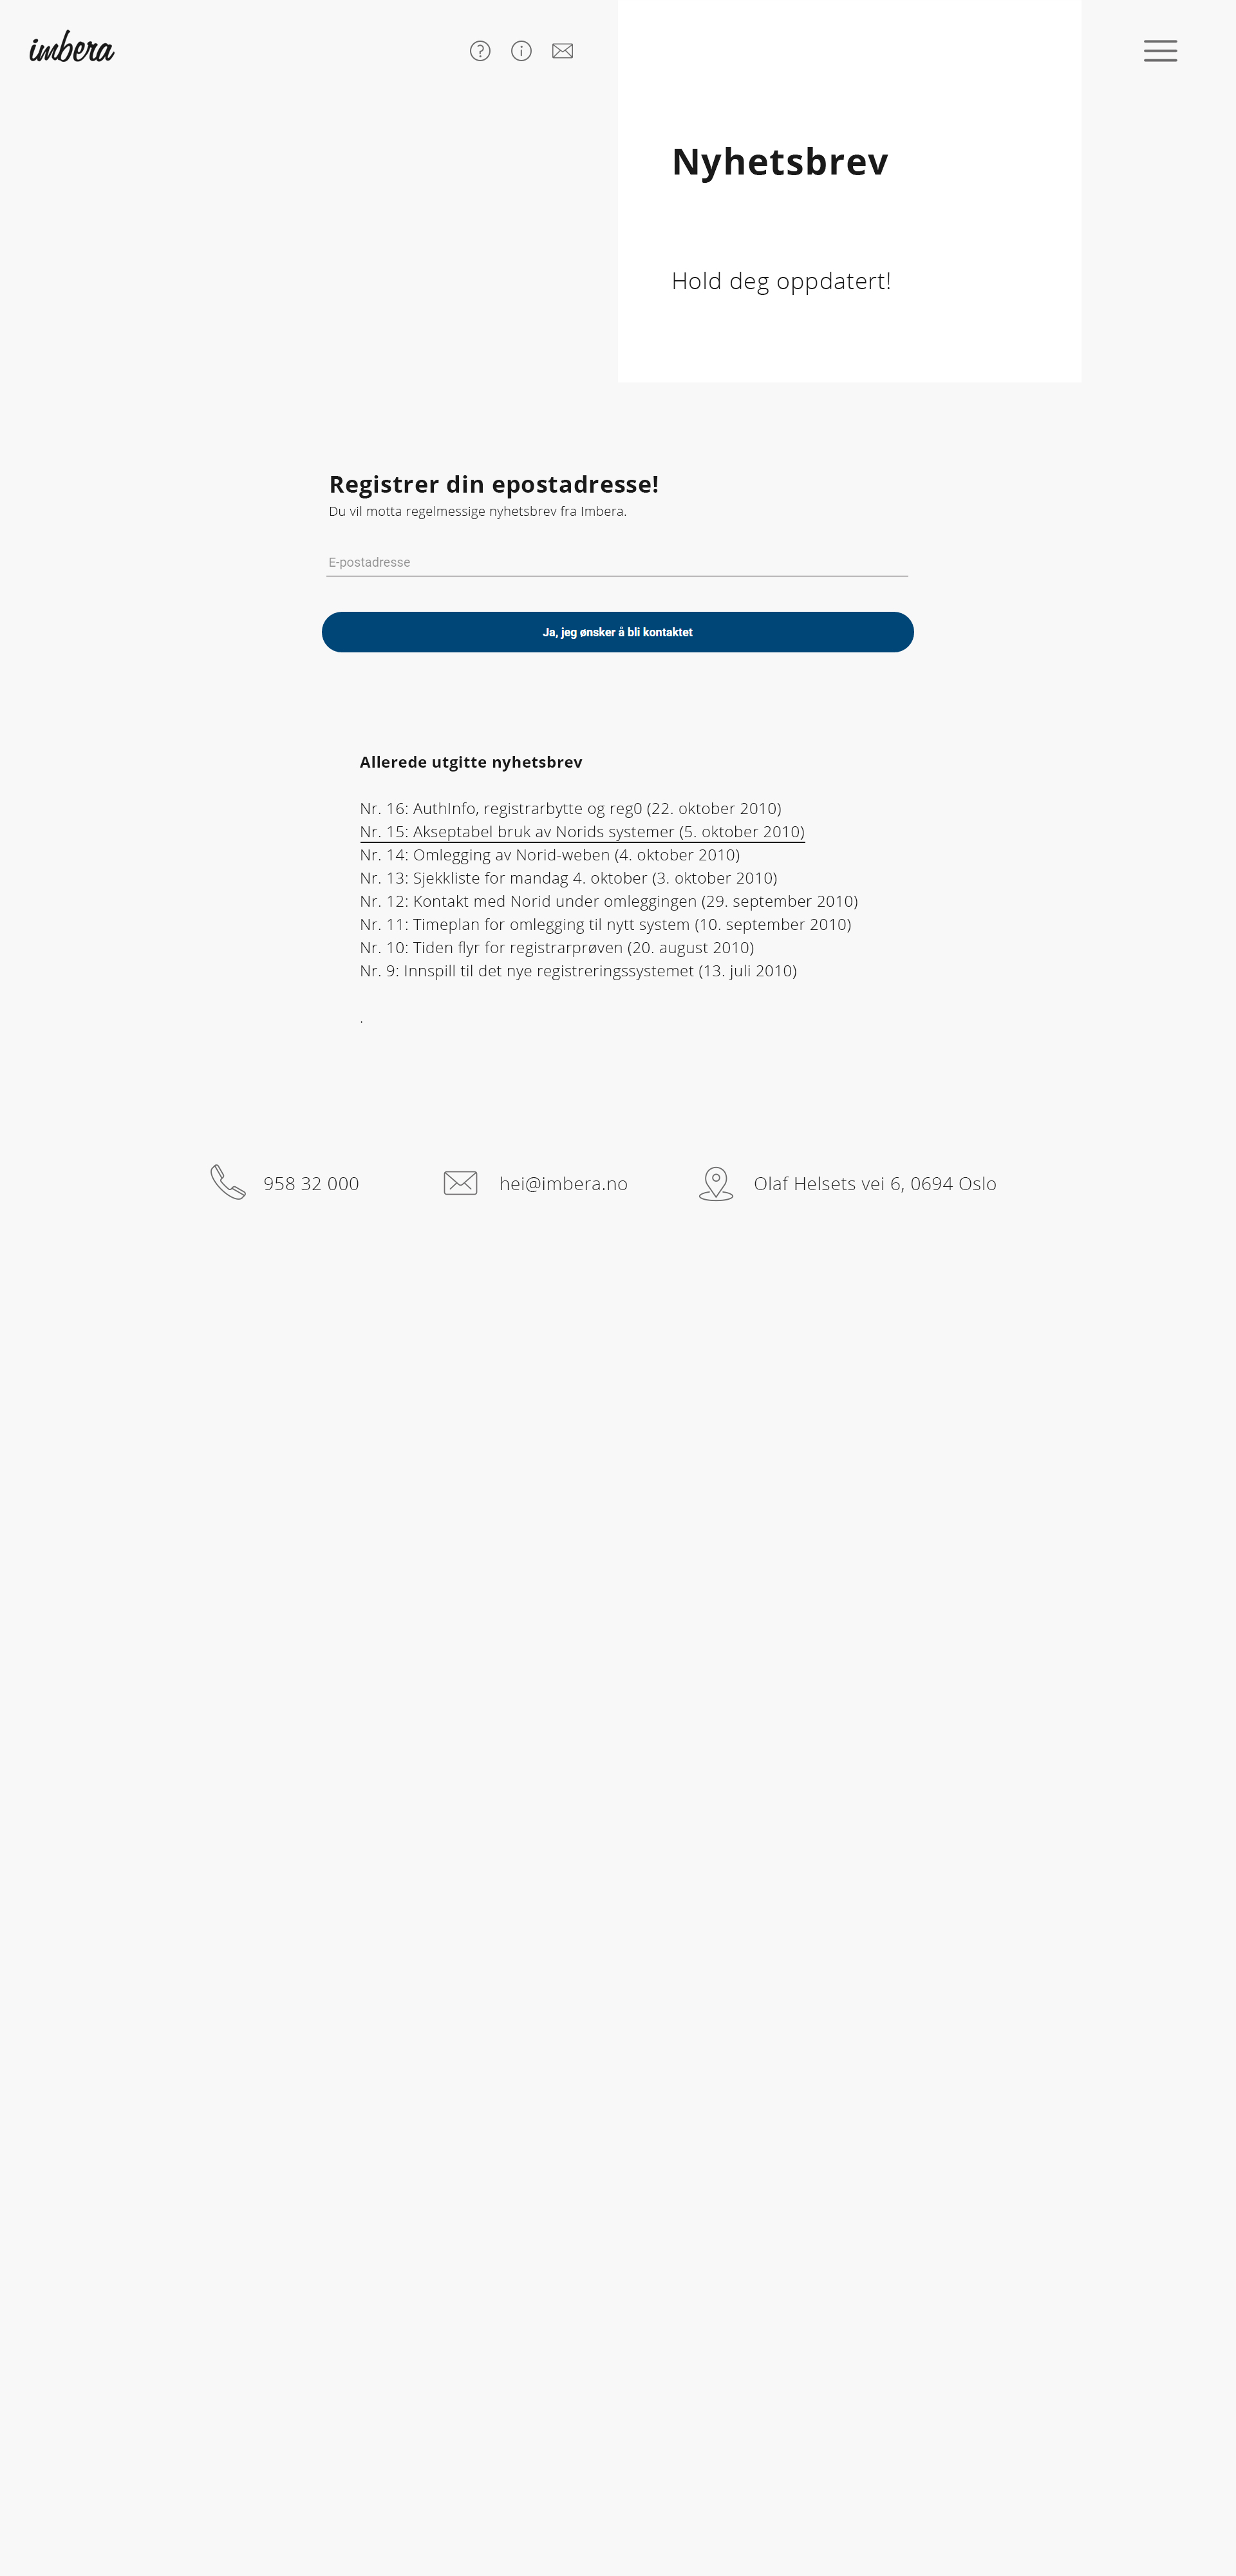 imbera
Nyhetsbrev
Hold deg oppdatert!
Registrer din epostadresse!
Du vil motta regelmessige nyhetsbrev fra Imbera.
E-postadresse
Ja, jeg ønsker å bli kontaktet
Allerede utgitte nyhetsbrev
Nr. 16: AuthInfo, registrarbytte og reg0 (22. oktober 2010)
Nr. 15: Akseptabel bruk av Norids systemer (5. oktober 2010)
Nr. 14: Omlegging av Norid-weben (4. oktober 2010)
Nr. 13: Sjekkliste for mandag 4. oktober (3. oktober 2010)
Nr. 12: Kontakt med Norid under omleggingen (29. september 2010)
Nr. 11: Timeplan for omlegging til nytt system (10. september 2010)
Nr. 10: Tiden flyr for registrarprøven (20. august 2010)
Nr. 9: Innspill til det nye registreringssystemet (13. juli 2010)
.
958 32 000
hei@imbera.no
Olaf Helsets vei 6, 0694 Oslo